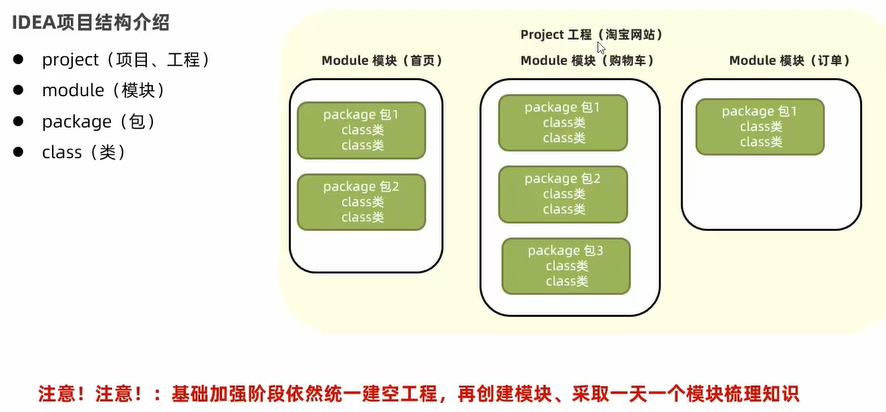 IDEA项目结构介绍
project（项目、工程）
module（模块）
package（包）
class（类）
Project 工程（淘宝网站）
Module 模块（首页）
package 包1
class类
class类
package 包2
class类
class类
Module 模块（购物车）
package 包1
class类
class类
package 包2
class类
class类
package 包3
class类
class类
Module 模块（订单）
package 包1
class类
class类
注意！注意！：基础加强阶段依然统一建空工程，再创建模块、采取一天一个模块梳理知识